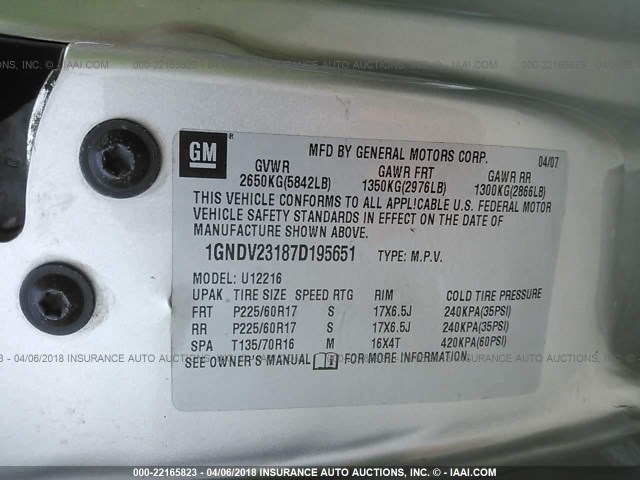 000-22165823 - 04/06/2018 INSURANCE AUTO AUCTIONS, INC. © - IAAI.COM
GM ®
MFD BY GENERAL MOTORS CORP. 04/07
GVWR GAWR FRT GAWR RR
2650KG(5842LB) 1350KG(2976LB) 1300KG(2866LB)
THIS VEHICLE CONFORMS TO ALL APPLICABLE U.S. FEDERAL MOTOR
VEHICLE SAFETY STANDARDS IN EFFECT ON THE DATE OF
MANUFACTURE SHOWN ABOVE.
1GNDV23187D195651 TYPE: M.P.V.
MODEL: U12216
UPAK TIRE SIZE SPEED RTG RIM COLD TIRE PRESSURE
FRT P225/60R17 S 17X6.5J 240KPA(35PSI)
RR P225/60R17 S 17X6.5J 240KPA(35PSI)
SPA T135/70R16 M 16X4T 420KPA(60PSI)
SEE OWNER'S MANUAL FOR MORE INFORMATION.
000-22165823 - 04/06/2018 INSURANCE AUTO AUCTIONS, INC. © - IAAI.COM